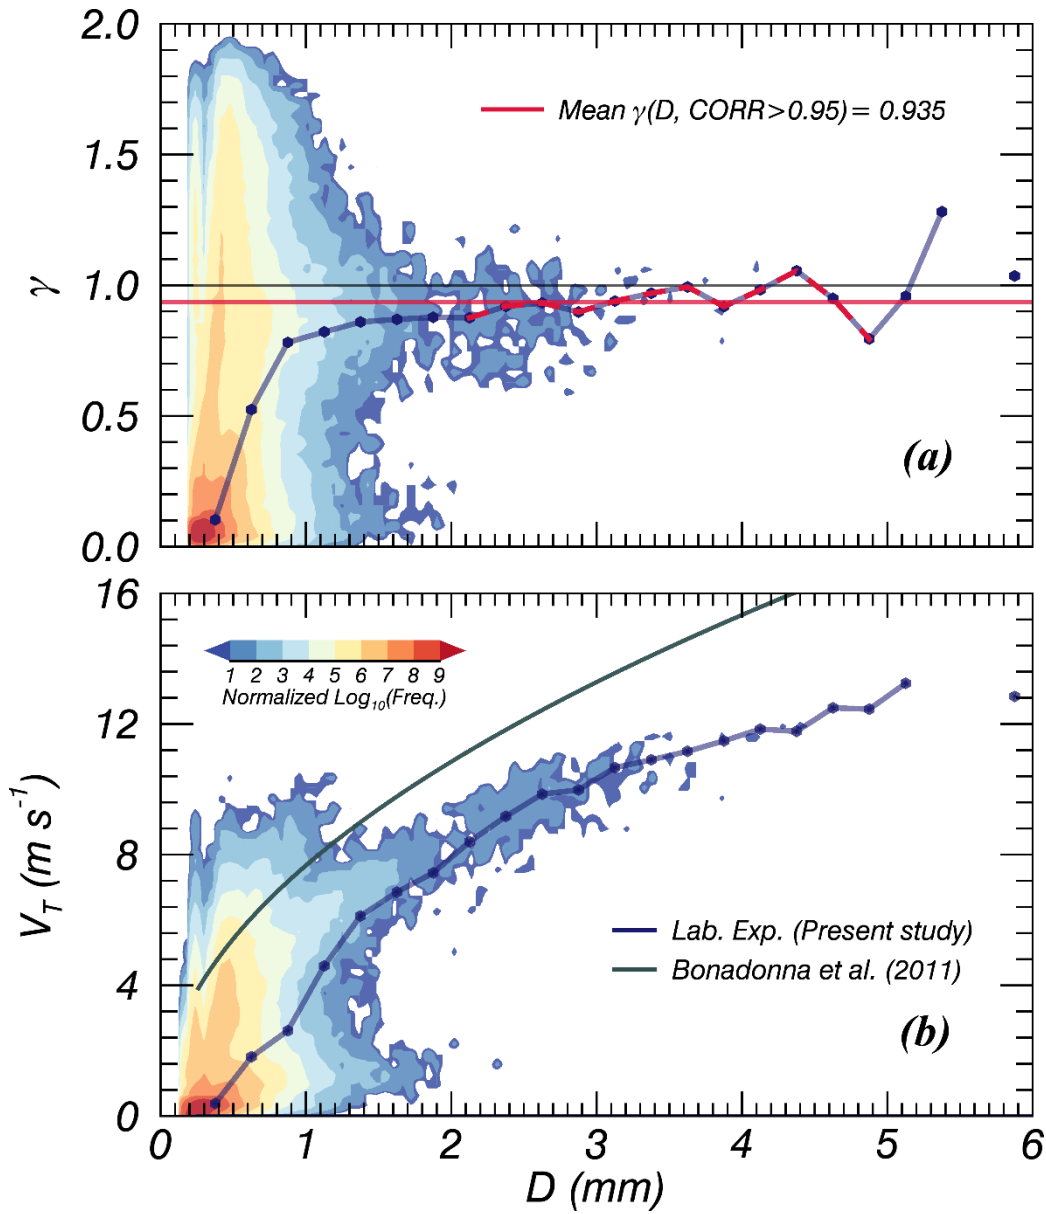 2.0
Mean γ(D, CORR>0.95)= 0.935
1.5
γ
1.0
0.5
(a)
0.0
16
1 2 3 4 5 6 7 8 9
Normalized Log10(Freq.)
12
V_T (m s^-1)
8
Lab. Exp. (Present study)
Bonadonna et al. (2011)
4
(b)
0
0 1 2 3 4 5 6
D (mm)